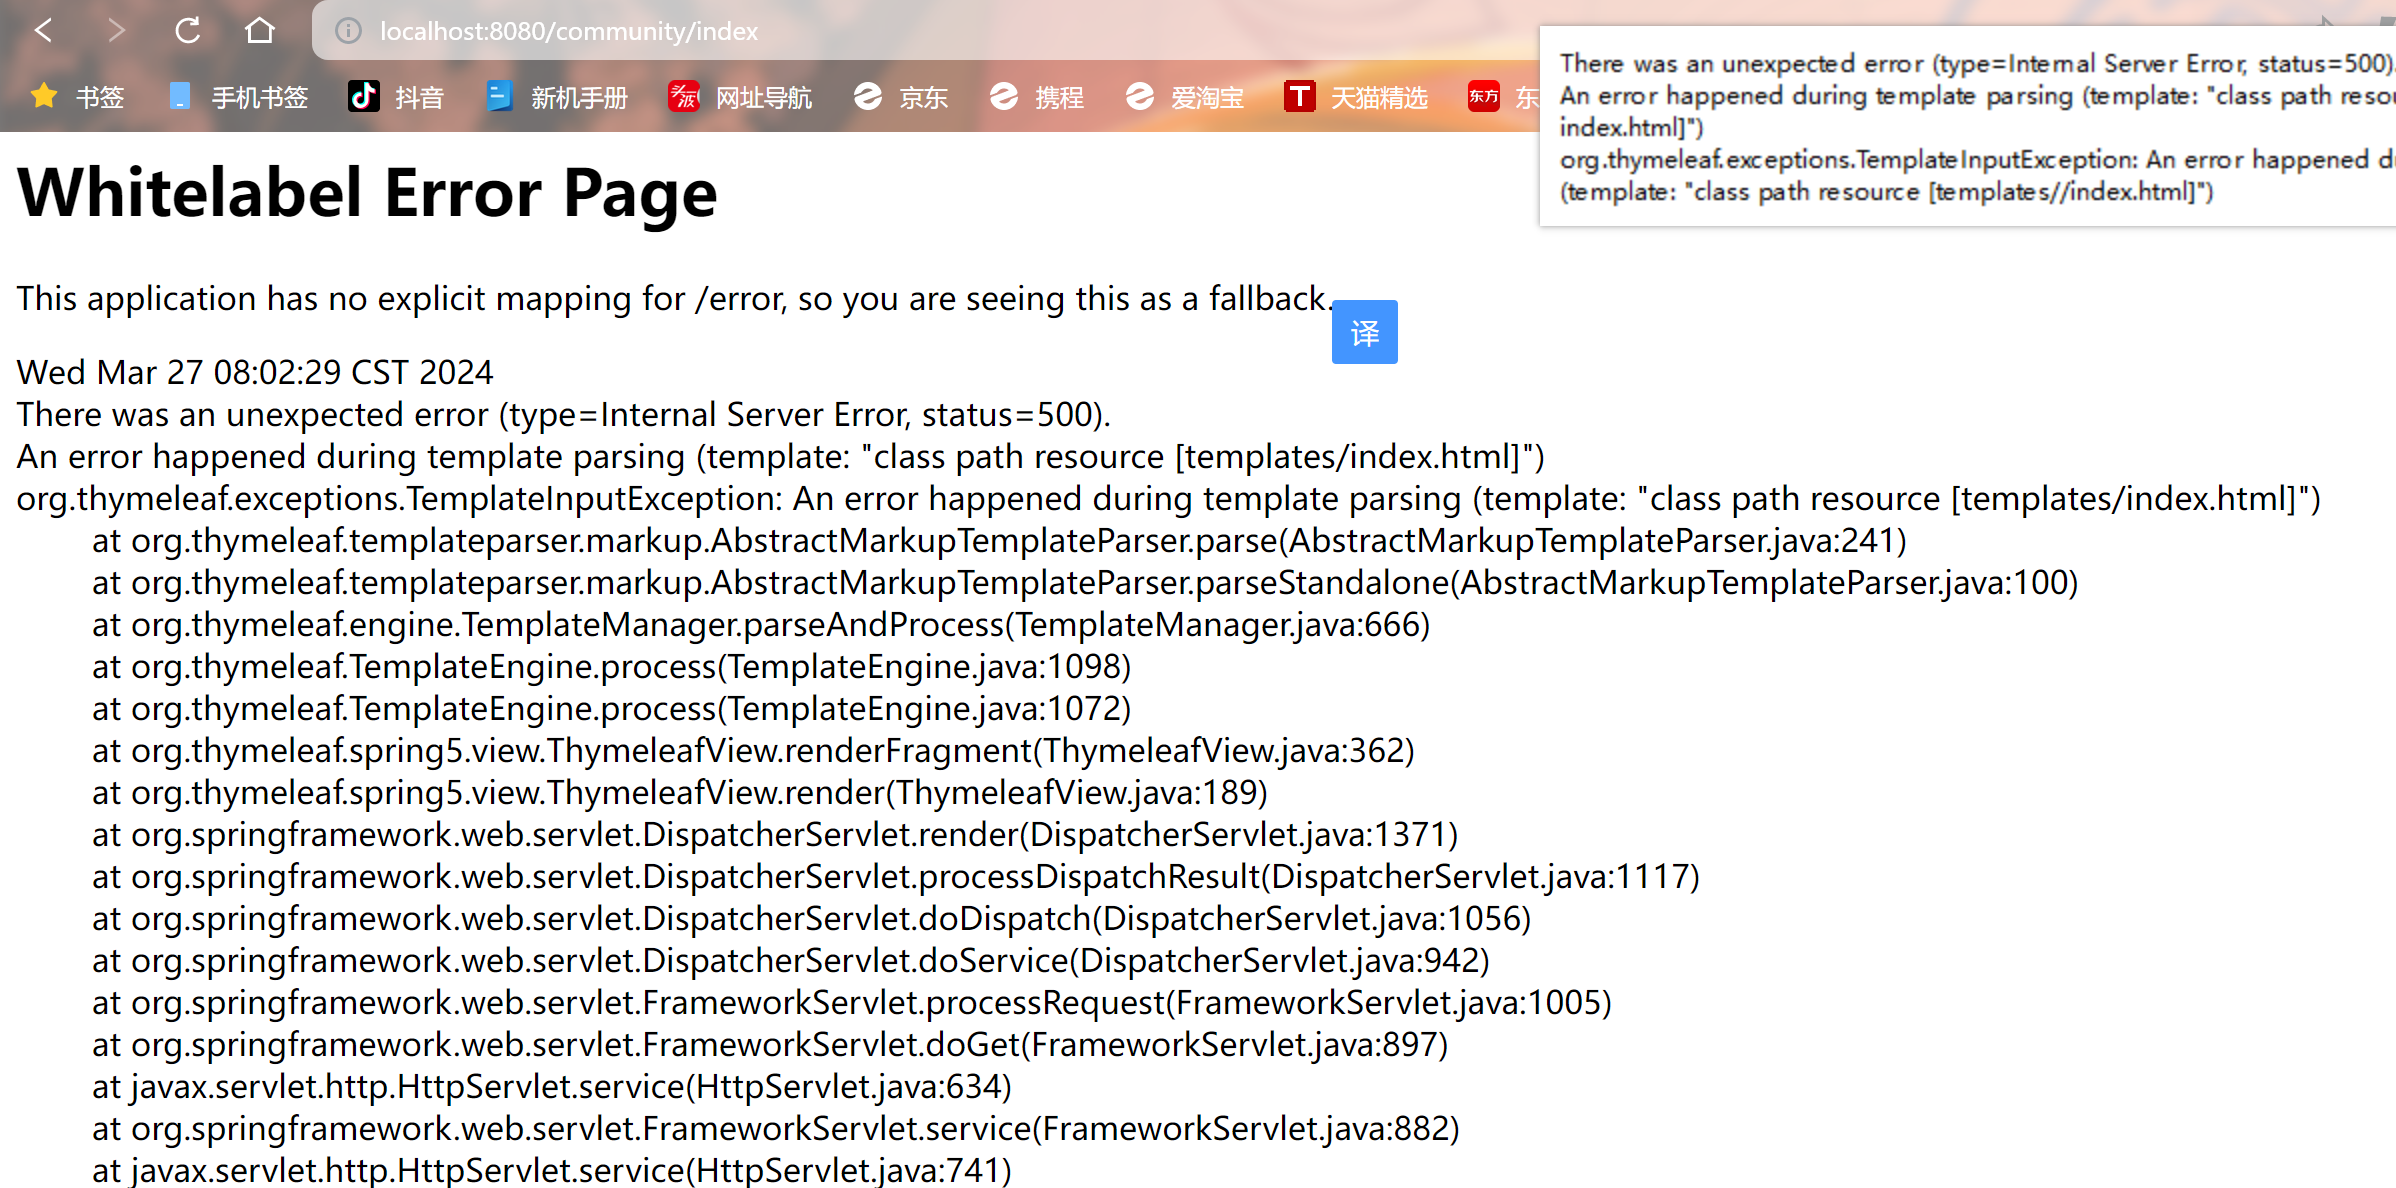 localhost:8080/community/index
书签 手机书签 抖音 新机手册 网址导航 京东 携程 爱淘宝 T 天猫精选 东方 东
There was an unexpected error (type=Internal Server Error, status=500).
An error happened during template parsing (template: "class path resou
index.html]")
org.thymeleaf.exceptions.TemplateInputException: An error happened du
(template: "class path resource [templates//index.html]")
Whitelabel Error Page
This application has no explicit mapping for /error, so you are seeing this as a fallback.
译
Wed Mar 27 08:02:29 CST 2024
There was an unexpected error (type=Internal Server Error, status=500).
An error happened during template parsing (template: "class path resource [templates/index.html]")
org.thymeleaf.exceptions.TemplateInputException: An error happened during template parsing (template: "class path resource [templates/index.html]")
at org.thymeleaf.templateparser.markup.AbstractMarkupTemplateParser.parse(AbstractMarkupTemplateParser.java:241)
at org.thymeleaf.templateparser.markup.AbstractMarkupTemplateParser.parseStandalone(AbstractMarkupTemplateParser.java:100)
at org.thymeleaf.engine.TemplateManager.parseAndProcess(TemplateManager.java:666)
at org.thymeleaf.TemplateEngine.process(TemplateEngine.java:1098)
at org.thymeleaf.TemplateEngine.process(TemplateEngine.java:1072)
at org.thymeleaf.spring5.view.ThymeleafView.renderFragment(ThymeleafView.java:362)
at org.thymeleaf.spring5.view.ThymeleafView.render(ThymeleafView.java:189)
at org.springframework.web.servlet.DispatcherServlet.render(DispatcherServlet.java:1371)
at org.springframework.web.servlet.DispatcherServlet.processDispatchResult(DispatcherServlet.java:1117)
at org.springframework.web.servlet.DispatcherServlet.doDispatch(DispatcherServlet.java:1056)
at org.springframework.web.servlet.DispatcherServlet.doService(DispatcherServlet.java:942)
at org.springframework.web.servlet.FrameworkServlet.processRequest(FrameworkServlet.java:1005)
at org.springframework.web.servlet.FrameworkServlet.doGet(FrameworkServlet.java:897)
at javax.servlet.http.HttpServlet.service(HttpServlet.java:634)
at org.springframework.web.servlet.FrameworkServlet.service(FrameworkServlet.java:882)
at javax.servlet.http.HttpServlet.service(HttpServlet.java:741)